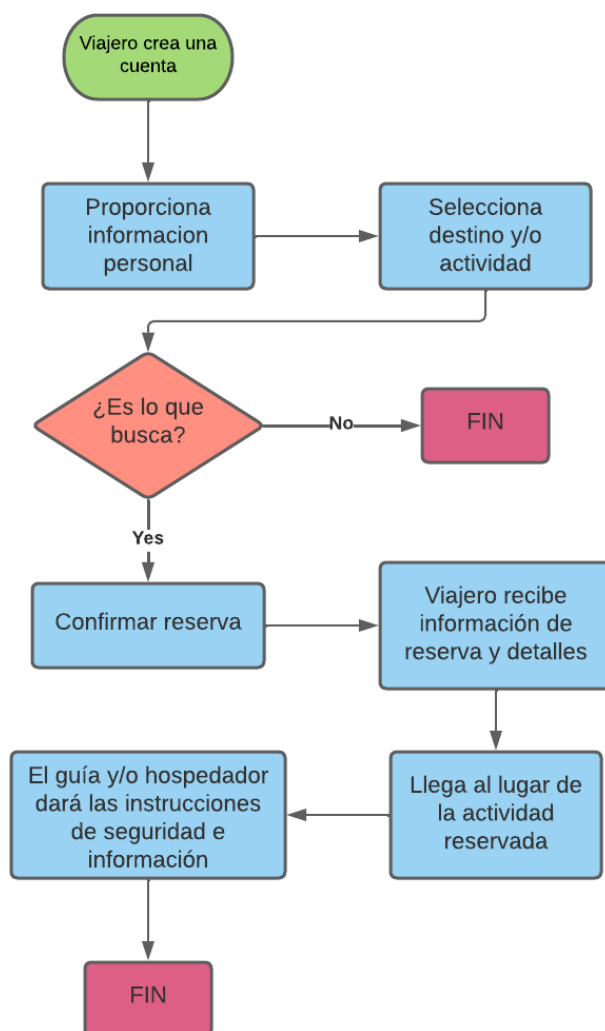 Viajero crea una
cuenta
Proporciona
informacion
personal
Selecciona
destino y/o
actividad
¿Es lo que
busca?
No
FIN
Yes
Confirmar reserva
Viajero recibe
información de
reserva y detalles
Llega al lugar de
la actividad
reservada
El guía y/o hospedador
dará las instrucciones
de seguridad e
información
FIN